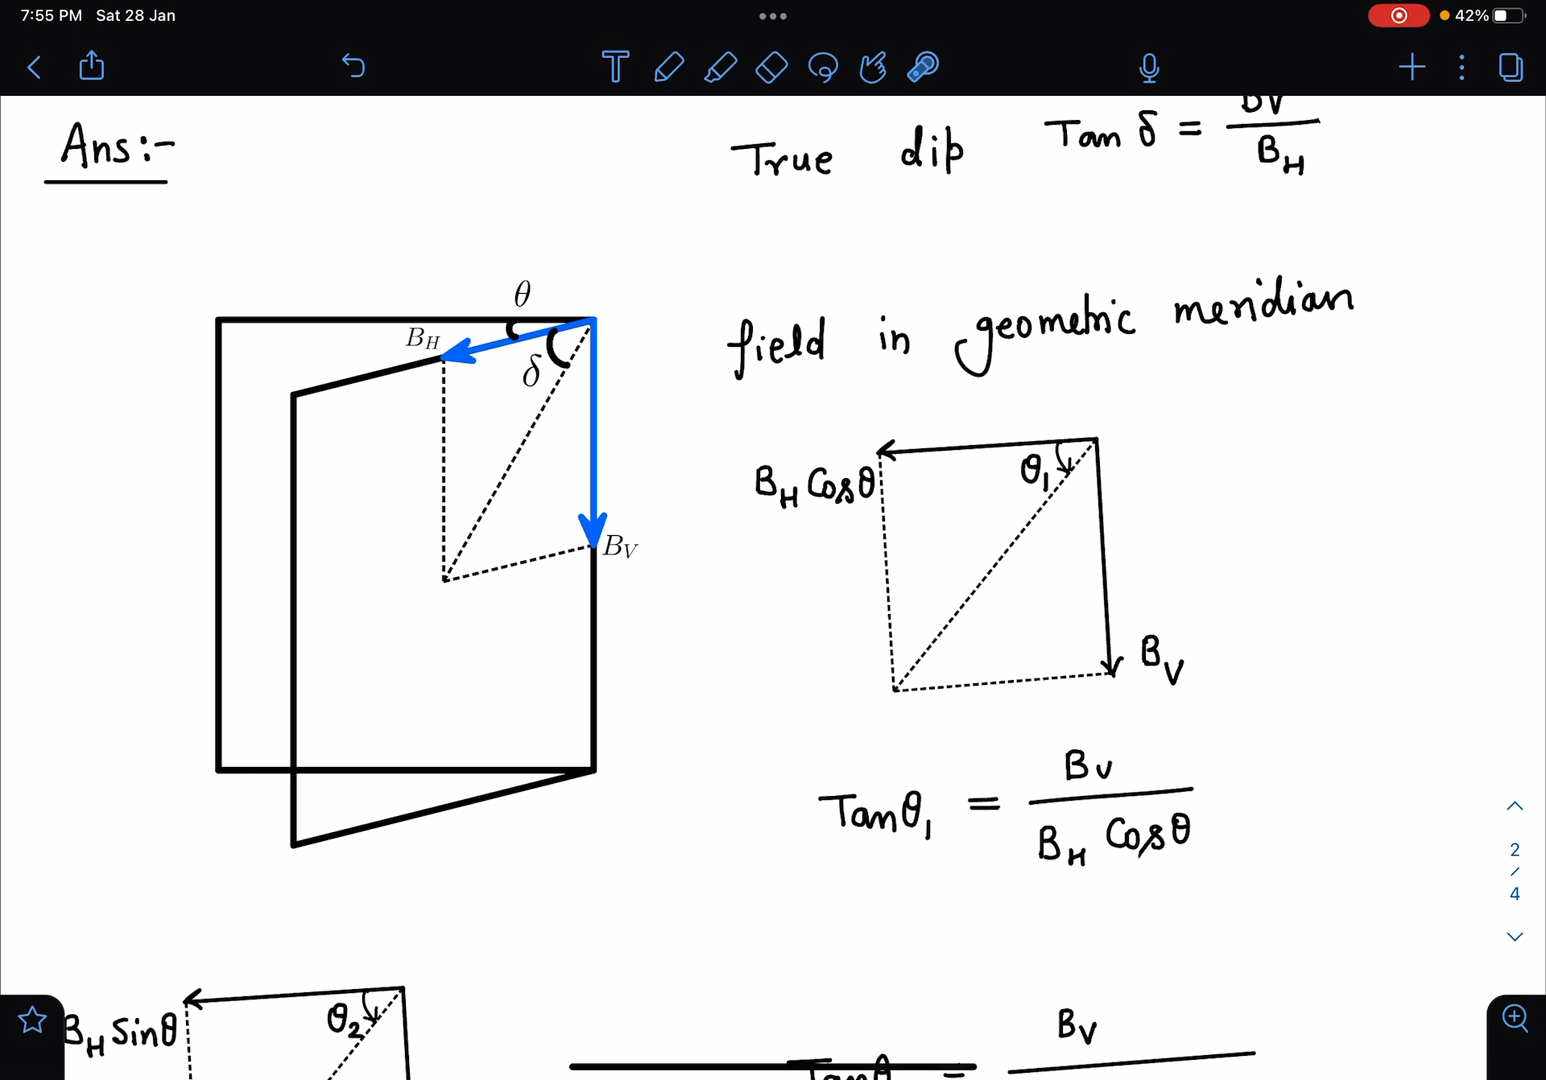 7:55 PM Sat 28 Jan
42%
Ans:-
True dip Tan δ = BV / BH
field in geometric meridian
θ
BH
δ
BV
BH Cosθ
θ1
BV
Tanθ1 = BV / BH Cosθ
2
/
4
BH Sinθ
θ2
BV
Tanθ =